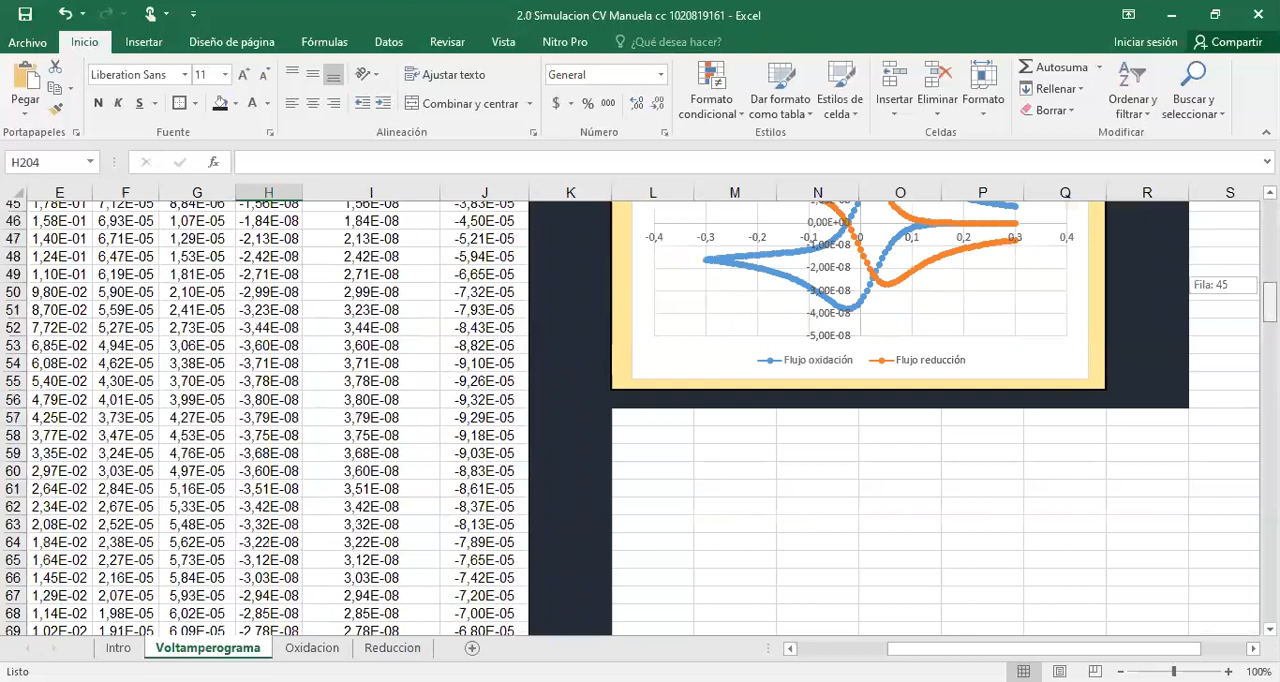 2.0 Simulacion CV Manuela cc 1020819161 - Excel
Archivo Inicio Insertar Diseño de página Fórmulas Datos Revisar Vista Nitro Pro ¿Qué desea hacer? Iniciar sesión Compartir
Pegar
Liberation Sans 11
N K S
Ajustar texto
Combinar y centrar
General
$ % 000
Formato condicional
Dar formato como tabla
Estilos de celda
Insertar Eliminar Formato
Autosuma
Rellenar
Borrar
Ordenar y filtrar
Buscar y seleccionar
Portapapeles Fuente Alineación Número Estilos Celdas Modificar
H204 fx
E F G H I J K L M N O P Q R S
45 1,78E-01 7,12E-05 8,84E-06 -1,56E-08 1,56E-08 -3,83E-05
46 1,58E-01 6,93E-05 1,07E-05 -1,84E-08 1,84E-08 -4,50E-05
47 1,40E-01 6,71E-05 1,29E-05 -2,13E-08 2,13E-08 -5,21E-05
48 1,24E-01 6,47E-05 1,53E-05 -2,42E-08 2,42E-08 -5,94E-05
49 1,10E-01 6,19E-05 1,81E-05 -2,71E-08 2,71E-08 -6,65E-05
50 9,80E-02 5,90E-05 2,10E-05 -2,99E-08 2,99E-08 -7,32E-05
51 8,70E-02 5,59E-05 2,41E-05 -3,23E-08 3,23E-08 -7,93E-05
52 7,72E-02 5,27E-05 2,73E-05 -3,44E-08 3,44E-08 -8,43E-05
53 6,85E-02 4,94E-05 3,06E-05 -3,60E-08 3,60E-08 -8,82E-05
54 6,08E-02 4,62E-05 3,38E-05 -3,71E-08 3,71E-08 -9,10E-05
55 5,40E-02 4,30E-05 3,70E-05 -3,78E-08 3,78E-08 -9,26E-05
56 4,79E-02 4,01E-05 3,99E-05 -3,80E-08 3,80E-08 -9,32E-05
57 4,25E-02 3,73E-05 4,27E-05 -3,79E-08 3,79E-08 -9,29E-05
58 3,77E-02 3,47E-05 4,53E-05 -3,75E-08 3,75E-08 -9,18E-05
59 3,35E-02 3,24E-05 4,76E-05 -3,68E-08 3,68E-08 -9,03E-05
60 2,97E-02 3,03E-05 4,97E-05 -3,60E-08 3,60E-08 -8,83E-05
61 2,64E-02 2,84E-05 5,16E-05 -3,51E-08 3,51E-08 -8,61E-05
62 2,34E-02 2,67E-05 5,33E-05 -3,42E-08 3,42E-08 -8,37E-05
63 2,08E-02 2,52E-05 5,48E-05 -3,32E-08 3,32E-08 -8,13E-05
64 1,84E-02 2,38E-05 5,62E-05 -3,22E-08 3,22E-08 -7,89E-05
65 1,64E-02 2,27E-05 5,73E-05 -3,12E-08 3,12E-08 -7,65E-05
66 1,45E-02 2,16E-05 5,84E-05 -3,03E-08 3,03E-08 -7,42E-05
67 1,29E-02 2,07E-05 5,93E-05 -2,94E-08 2,94E-08 -7,20E-05
68 1,14E-02 1,98E-05 6,02E-05 -2,85E-08 2,85E-08 -7,00E-05
69 1,02E-02 1,91E-05 6,09E-05 -2,78E-08 2,78E-08 -6,80E-05
0,00E+00
-0,4 -0,3 -0,2 -0,1 0 0,1 0,2 0,3 0,4
-1,00E-08
-2,00E-08
-3,00E-08
-4,00E-08
-5,00E-08
Flujo oxidación Flujo reducción
Fila: 45
Intro Voltamperograma Oxidacion Reduccion
Listo 100%